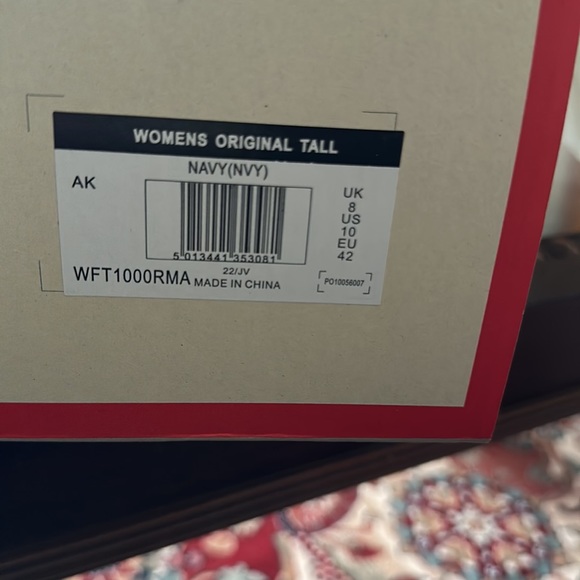 WOMENS ORIGINAL TALL
NAVY(NVY)
AK
5 013441 353081
UK
8
US
10
EU
42
WFT1000RMA
22/JV
MADE IN CHINA
PO10056007